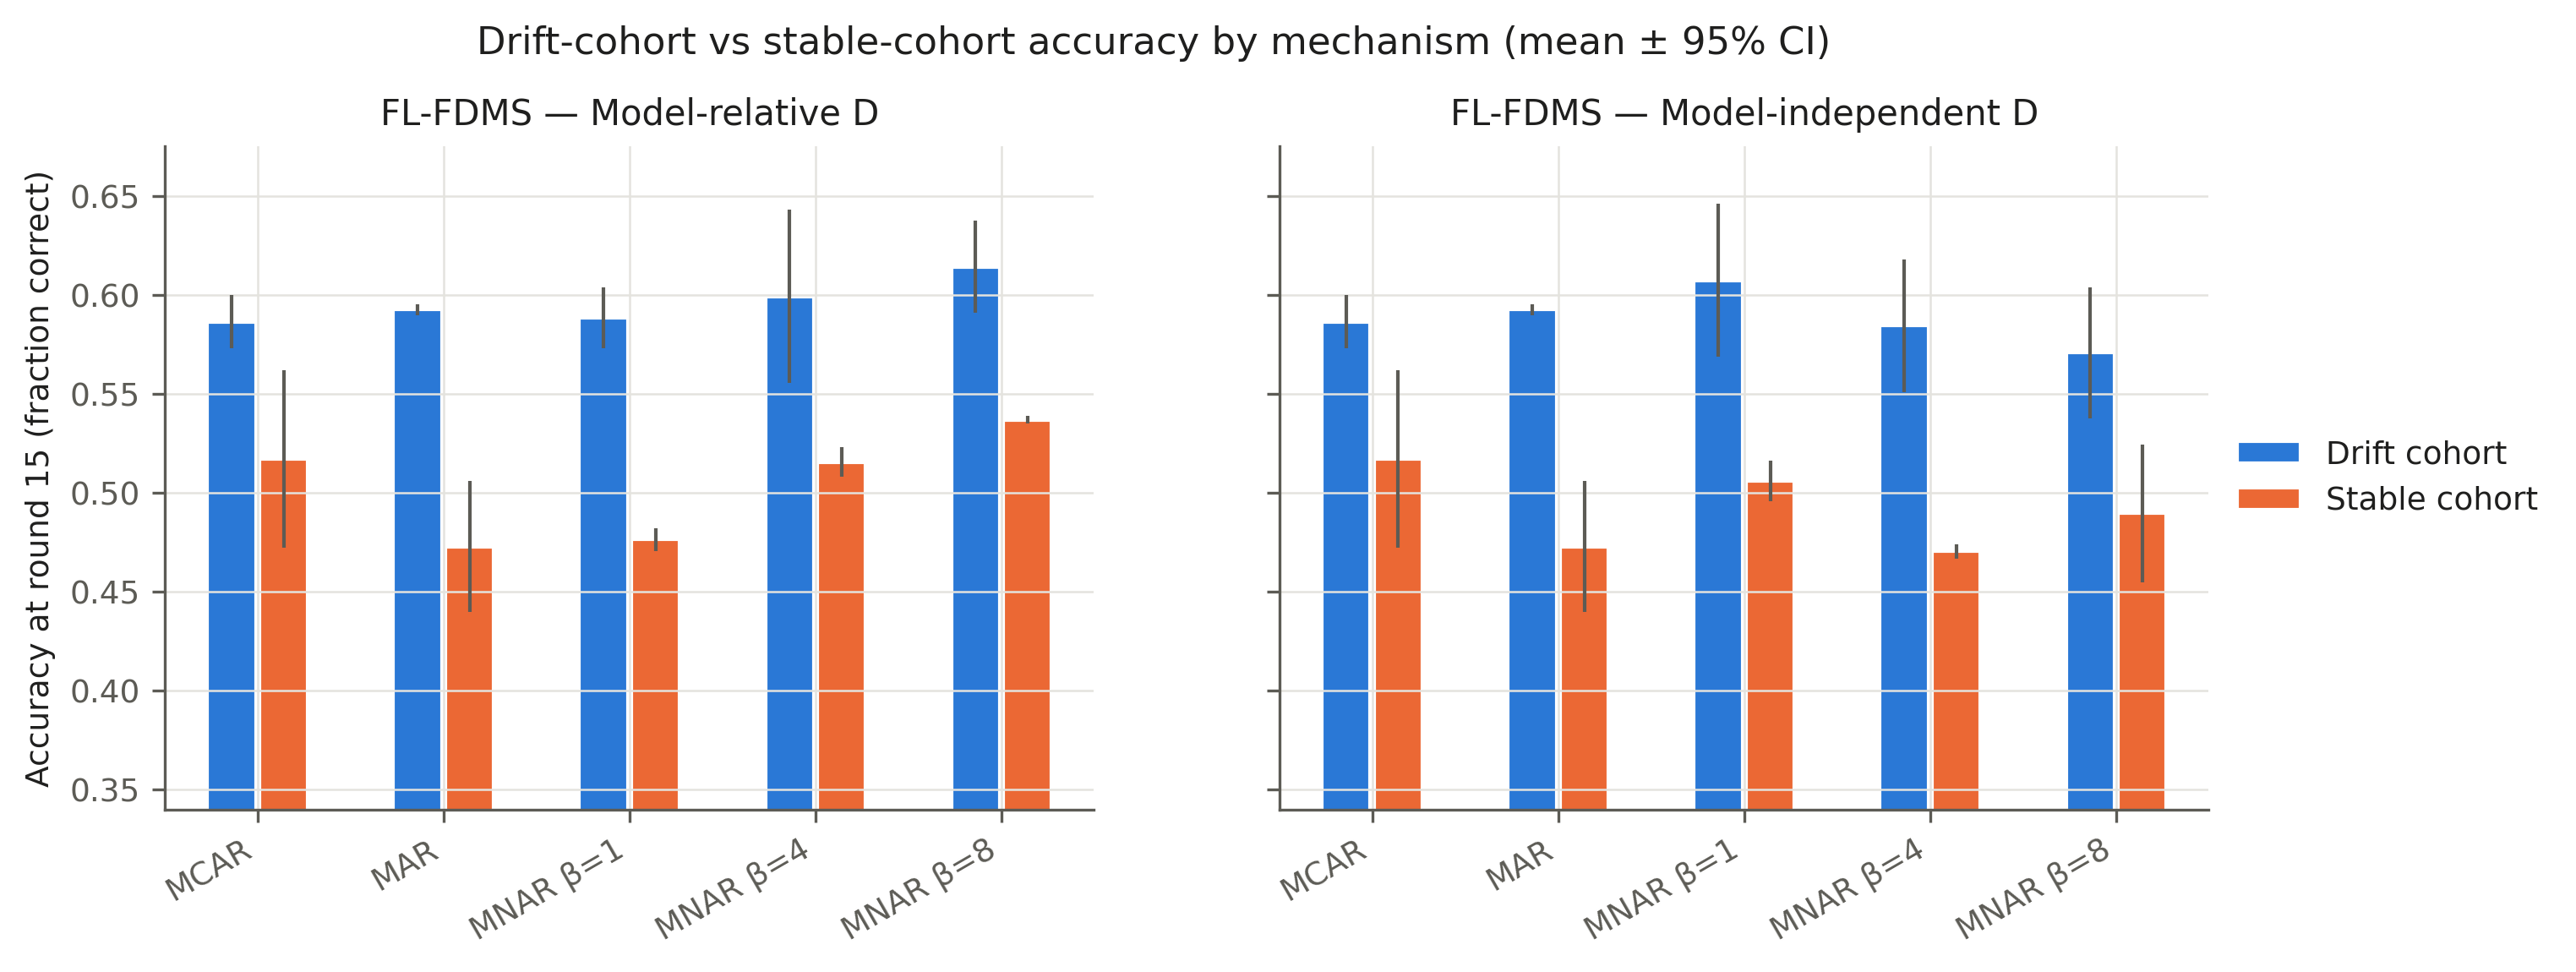 Drift-cohort vs stable-cohort accuracy by mechanism (mean ± 95% CI)
FL-FDMS — Model-relative D
FL-FDMS — Model-independent D
Accuracy at round 15 (fraction correct)
0.65
0.60
0.55
0.50
0.45
0.40
0.35
MCAR
MAR
MNAR β=1
MNAR β=4
MNAR β=8
MCAR
MAR
MNAR β=1
MNAR β=4
MNAR β=8
Drift cohort
Stable cohort